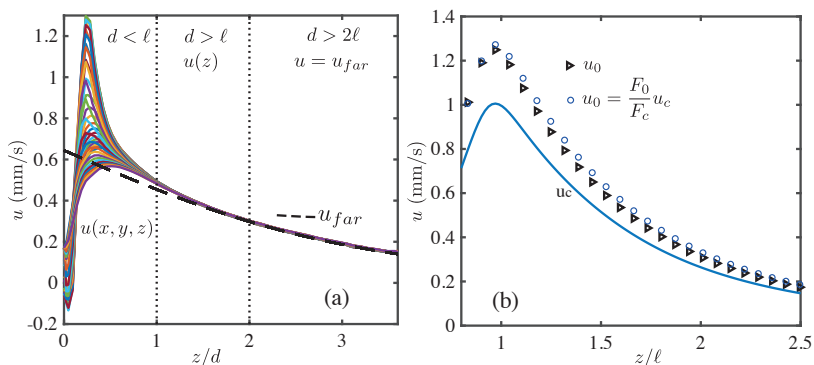 1.2
1
0.8
0.6
0.4
0.2
0
-0.2
u (mm/s)
d < ℓ
d > ℓ
u(z)
d > 2ℓ
u = u_far
u(x, y, z)
u_far
(a)
0 1 2 3
z/d
1.4
1.2
1
0.8
0.6
0.4
0.2
0
u (mm/s)
u_0
u_0 = F_0/F_c u_c
u_c
(b)
1 1.5 2 2.5
z/ℓ